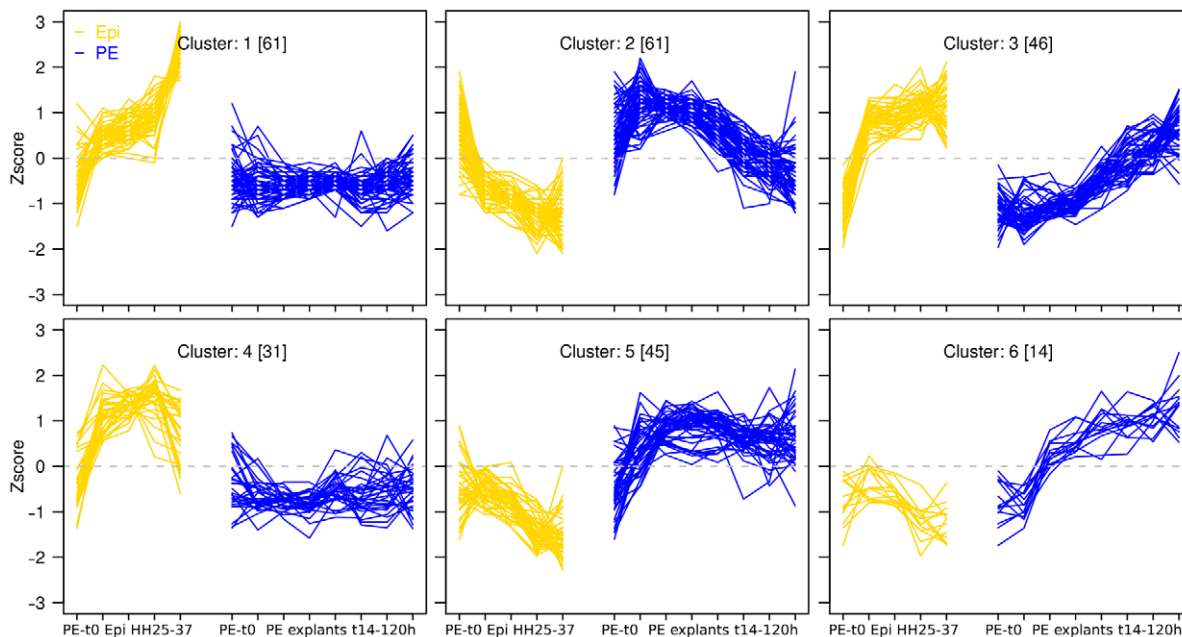 Epi
PE
Cluster: 1 [61]
Cluster: 2 [61]
Cluster: 3 [46]
Zscore
3
2
1
0
−1
−2
−3
Cluster: 4 [31]
Cluster: 5 [45]
Cluster: 6 [14]
Zscore
3
2
1
0
−1
−2
−3
PE-t0 Epi HH25-37
PE-t0 PE explants t14-120h
PE-t0 Epi HH25-37
PE-t0 PE explants t14-120h
PE-t0 Epi HH25-37
PE-t0 PE explants t14-120h